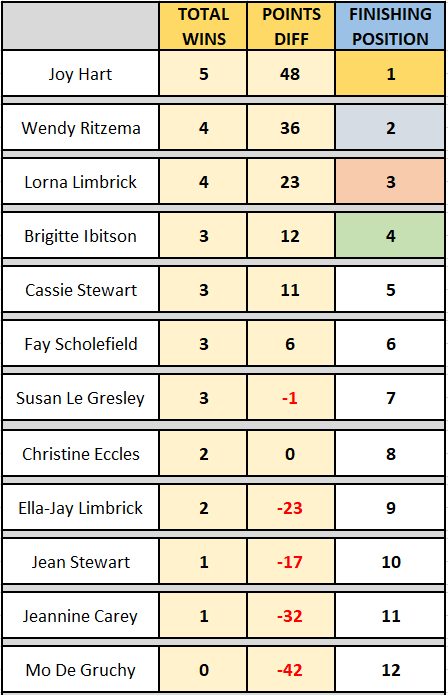 TOTAL WINS POINTS DIFF FINISHING POSITION
Joy Hart 5 48 1
Wendy Ritzema 4 36 2
Lorna Limbrick 4 23 3
Brigitte Ibitson 3 12 4
Cassie Stewart 3 11 5
Fay Scholefield 3 6 6
Susan Le Gresley 3 -1 7
Christine Eccles 2 0 8
Ella-Jay Limbrick 2 -23 9
Jean Stewart 1 -17 10
Jeannine Carey 1 -32 11
Mo De Gruchy 0 -42 12